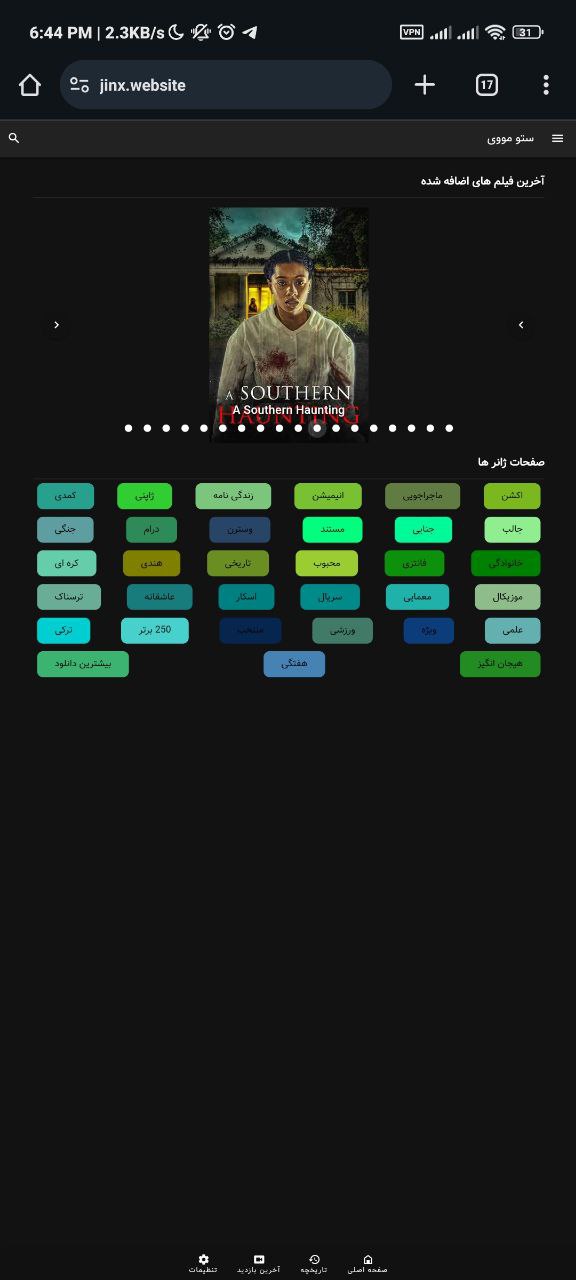 6:44 PM | 2.3KB/s VPN 31
jinx.website 17
ستو مووی
آخرین فیلم های اضافه شده
A SOUTHERN
HAUNTING
A Southern Haunting
صفحات ژانر ها
اکشن ماجراجویی انیمیشن زندگی نامه ژاپنی کمدی
جالب جنایی مستند وسترن درام جنگی
خانوادگی فانتزی محبوب تاریخی هندی کره ای
موزیکال معمایی سریال اسکار عاشقانه ترسناک
علمی ویژه ورزشی منتخب 250 برتر ترکی
هیجان انگیز هفتگی بیشترین دانلود
صفحه اصلی تاریخچه آخرین بازدید تنظیمات